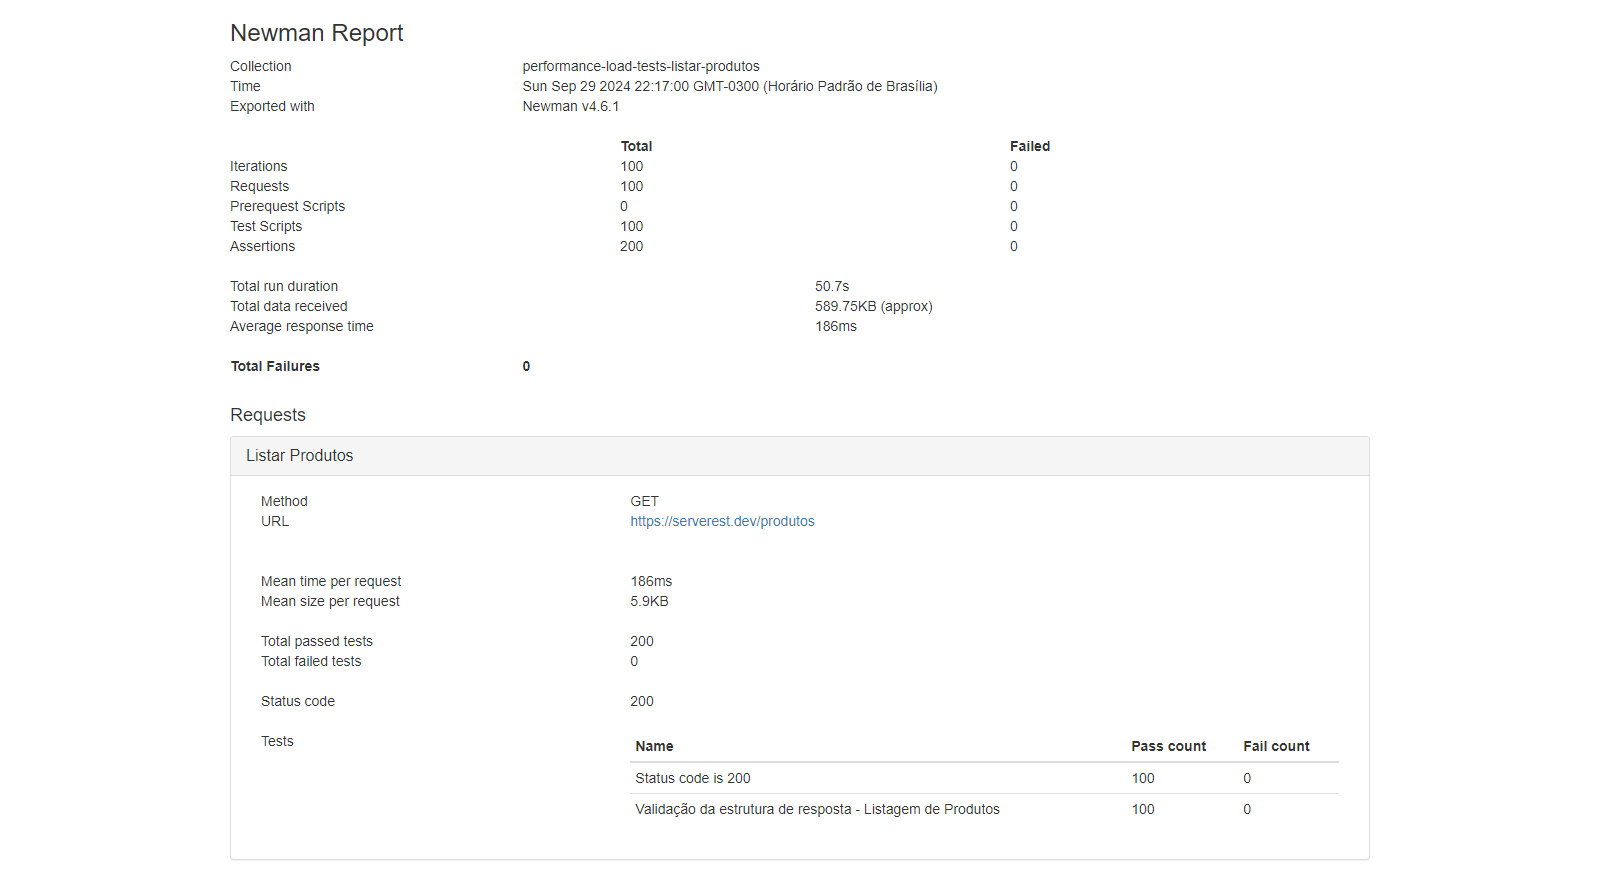 Newman Report
Collection performance-load-tests-listar-produtos
Time Sun Sep 29 2024 22:17:00 GMT-0300 (Horário Padrão de Brasília)
Exported with Newman v4.6.1
Total Failed
Iterations 100 0
Requests 100 0
Prerequest Scripts 0 0
Test Scripts 100 0
Assertions 200 0
Total run duration 50.7s
Total data received 589.75KB (approx)
Average response time 186ms
Total Failures 0
Requests
Listar Produtos
Method GET
URL https://serverest.dev/produtos
Mean time per request 186ms
Mean size per request 5.9KB
Total passed tests 200
Total failed tests 0
Status code 200
Tests
Name Pass count Fail count
Status code is 200 100 0
Validação da estrutura de resposta - Listagem de Produtos 100 0